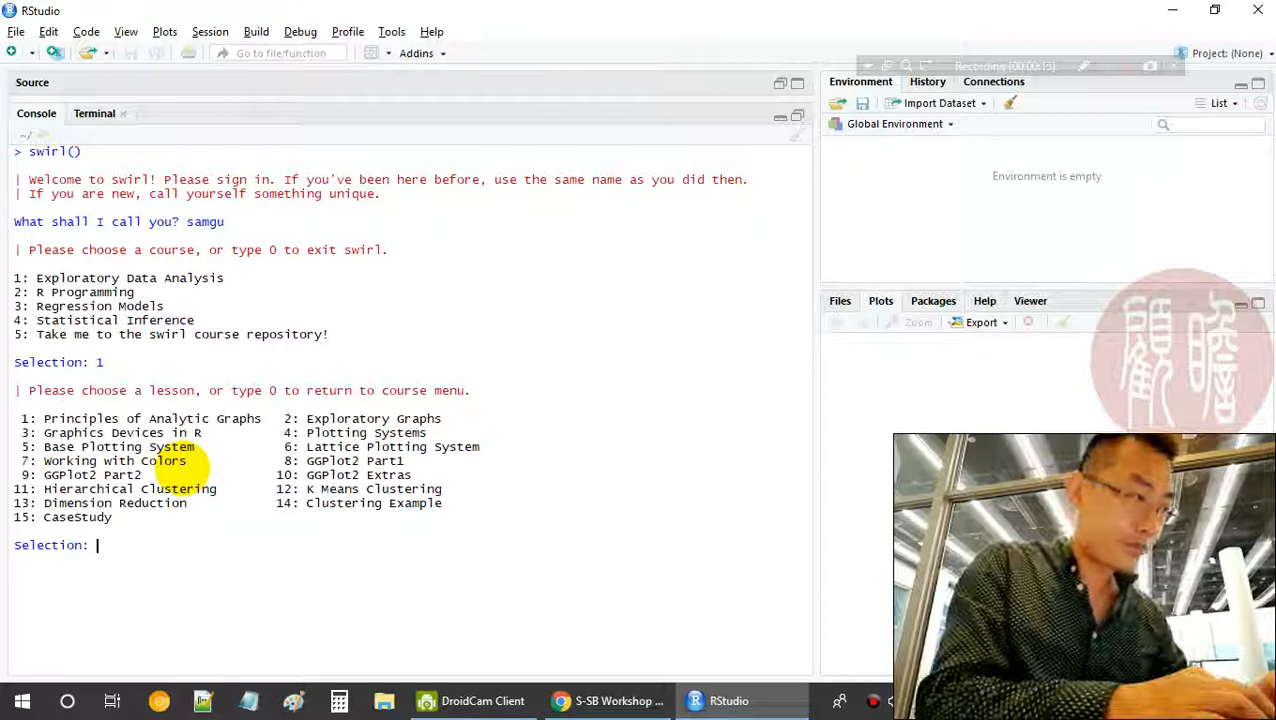 RStudio
File Edit Code View Plots Session Build Debug Profile Tools Help
Go to file/function Addins Project: (None)
Recording [00:00:15]
Source
Console Terminal
~/
> swirl()
| Welcome to swirl! Please sign in. If you've been here before, use the same name as you did then.
| If you are new, call yourself something unique.
What shall I call you? samgu
| Please choose a course, or type 0 to exit swirl.
1: Exploratory Data Analysis
2: R Programming
3: Regression Models
4: Statistical Inference
5: Take me to the swirl course repository!
Selection: 1
| Please choose a lesson, or type 0 to return to course menu.
1: Principles of Analytic Graphs 2: Exploratory Graphs
3: Graphics Devices in R 4: Plotting Systems
5: Base Plotting System 6: Lattice Plotting System
7: Working with Colors 8: GGPlot2 Part1
9: GGPlot2 Part2 10: GGPlot2 Extras
11: Hierarchical Clustering 12: K Means Clustering
13: Dimension Reduction 14: Clustering Example
15: CaseStudy
Selection:
Environment History Connections
Import Dataset List
Global Environment
Environment is empty
Files Plots Packages Help Viewer
Zoom Export
顧瞻
DroidCam Client S-SB Workshop ... RStudio